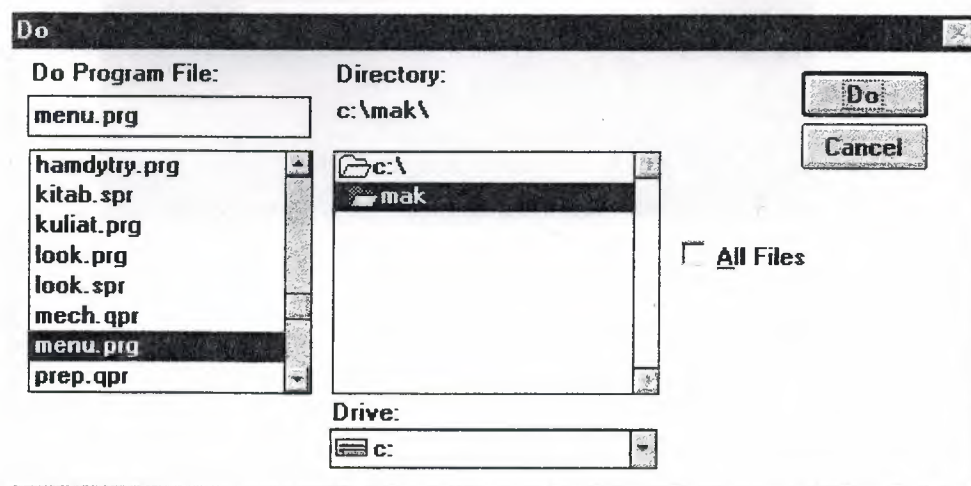 Do
Do Program File:
menu.prg
hamdytry.prg
kitab.spr
kuliat.prg
look.prg
look.spr
mech.qpr
menu.prg
prep.qpr
Directory:
c:\mak\
c:\
mak
Drive:
c:
Do
Cancel
All Files